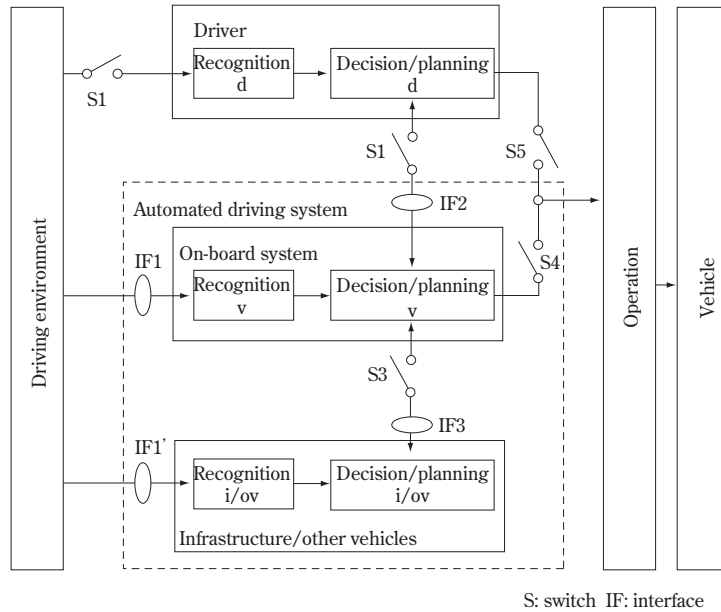 Driver
Recognition
d
Decision/planning
d
S1
S1
S5
IF2
Automated driving system
IF1
On-board system
S4
Recognition
v
Decision/planning
v
Driving environment
Operation
Vehicle
S3
IF3
IF1’
Recognition
i/ov
Decision/planning
i/ov
Infrastructure/other vehicles
S: switch IF: interface